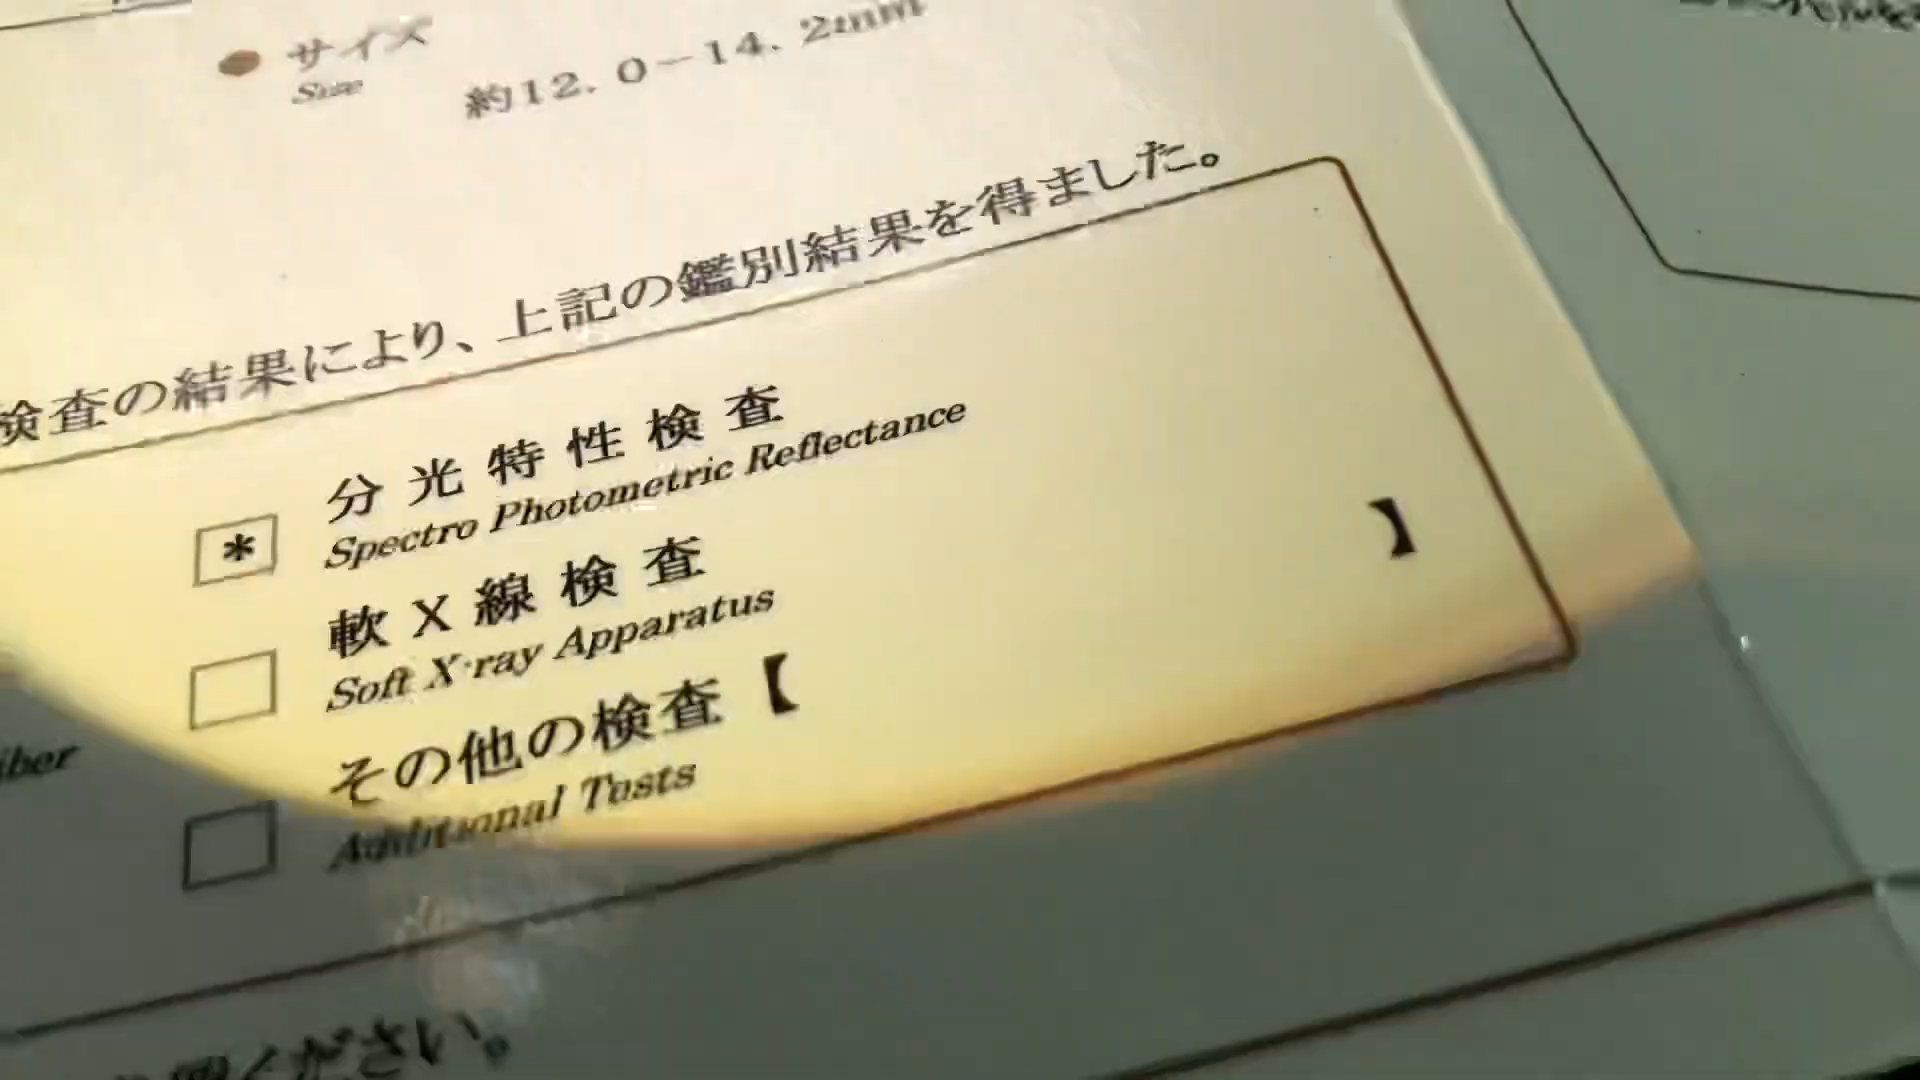 サイズ
Size
約12.0-14.2mm
検査の結果により、上記の鑑別結果を得ました。
* 分光特性検査
Spectro Photometric Reflectance
軟X線検査
Soft X-ray Apparatus
その他の検査【 】
Additional Tests
ください。